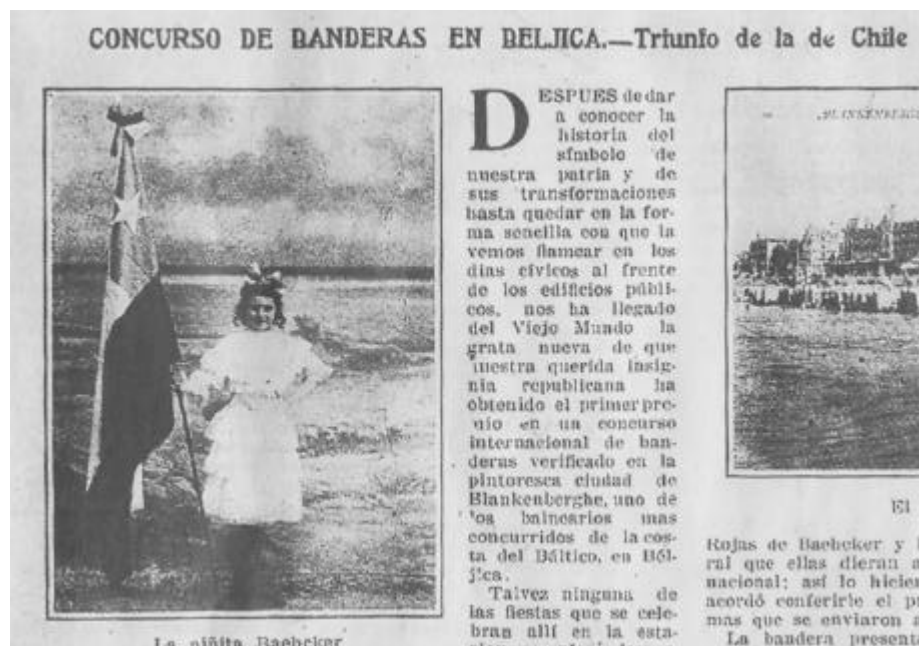 CONCURSO DE BANDERAS EN BELJICA.—Triunfo de la de Chile
DESPUES de dar
a conocer la
historia del
símbolo de
nuestra patria y de
sus transformaciones
hasta quedar en la for-
ma sencilla con que la
vemos flamear en los
días cívicos al frente
de los edificios públi-
cos, nos ha llegado
del Viejo Mundo la
grata nueva de que
nuestra querida insig-
nia republicana ha
obtenido el primer pre-
mio en un concurso
internacional de ban-
deras verificado en la
pintoresca ciudad de
Blankenberghe, uno de
los balnearios mas
concurridos de la cos-
ta del Báltico, en Bél-
jica.
Talvez ninguna de
las fiestas que se cele-
bran allí en la esta-
La niñita Baebcker
El
Rojas de Baebcker y
ral que ellas dieran
nacional; así lo hicier
acordó conferirle el
mas que se enviaron
La bandera present